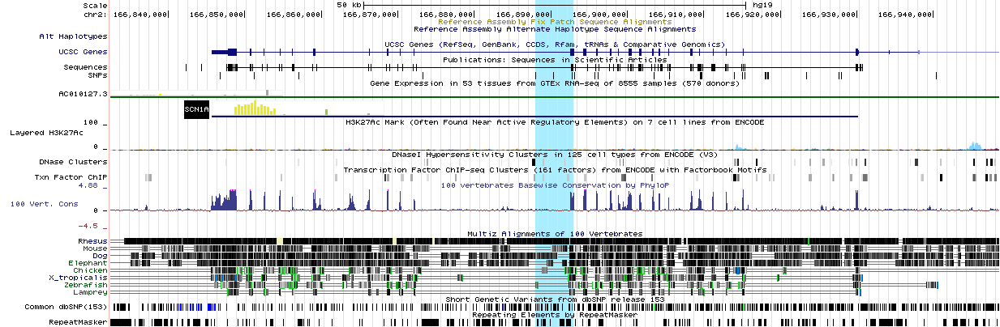 Scale 50 kb hg19
chr2: 166,840,000 166,850,000 166,860,000 166,870,000 166,880,000 166,890,000 166,900,000 166,910,000 166,920,000 166,930,000 166,940,000
Reference Assembly Fix Patch Sequence Alignments
Reference Assembly Alternate Haplotype Sequence Alignments
Alt Haplotypes
UCSC Genes (RefSeq, GenBank, CCDS, Rfam, tRNAs & Comparative Genomics)
UCSC Genes
Publications: Sequences in Scientific Articles
Sequences
SNPs
Gene Expression in 53 tissues from GTEx RNA-seq of 8555 samples (570 donors)
AC010127.3
SCN1A
H3K27Ac Mark (Often Found Near Active Regulatory Elements) on 7 cell lines from ENCODE
100 _
Layered H3K27Ac
0 _
DNaseI Hypersensitivity Clusters in 125 cell types from ENCODE (V3)
DNase Clusters
Transcription Factor ChIP-seq Clusters (161 factors) from ENCODE with Factorbook Motifs
Txn Factor ChIP
100 vertebrates Basewise Conservation by PhyloP
4.88 _
100 Vert. Cons
0 _
-4.5 _
Multiz Alignments of 100 Vertebrates
Rhesus
Mouse
Dog
Elephant
Chicken
X_tropicalis
Zebrafish
Lamprey
Short Genetic Variants from dbSNP release 153
Common dbSNP(153)
Repeating Elements by RepeatMasker
RepeatMasker